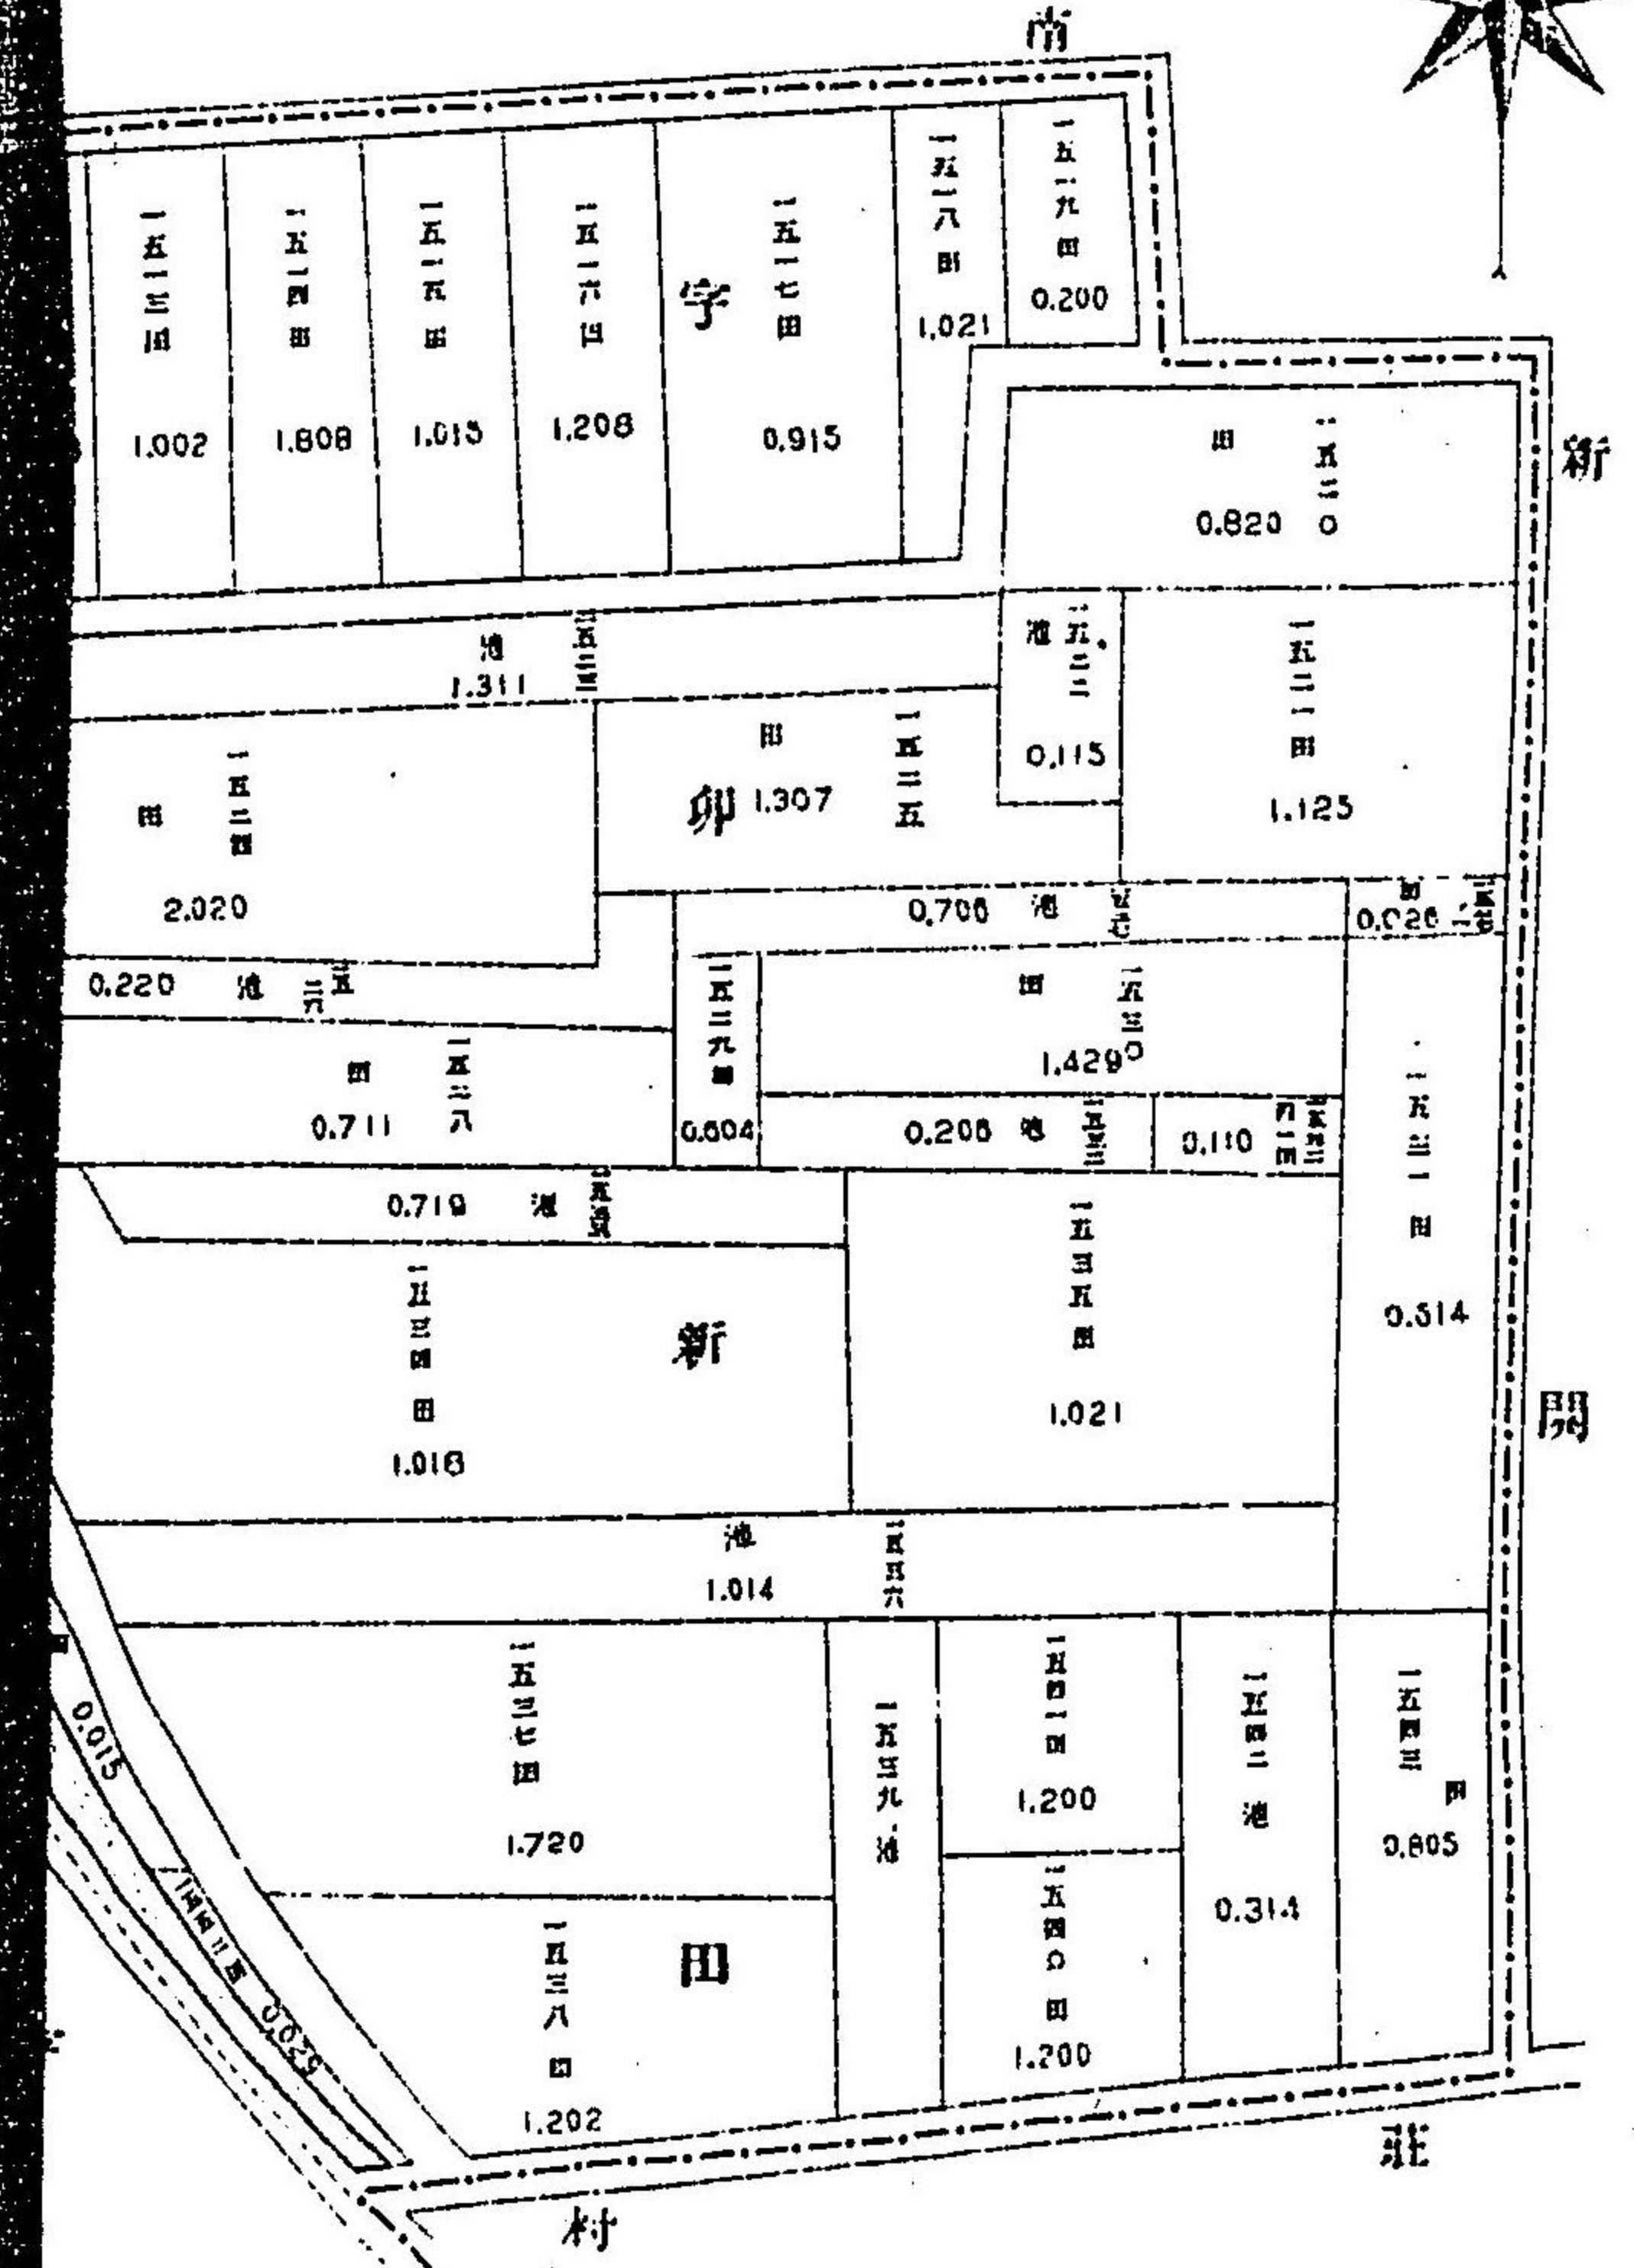 南
新
開
莊
村
字
卯
新
田
一五一三田
1.002
一五一四田
1.808
一五一五田
1.015
一五一六田
1.208
一五一七田
0.915
一五一八田
1.021
一五一九田
0.200
一五二〇
田
0.820
一五二一田
1.125
一五二二
池
0.115
一五二三
池
1.311
一五二四
田
2.020
一五二五
田
1.307
池
0.220
池
0.706
一五二八
田
0.711
一五二九田
0.604
一五三〇
田
1.429
一五三一田
0.514
池
0.206
0.110
池
0.719
一五三四田
1.016
一五三五田
1.021
一五三六
池
1.014
一五三七田
1.720
一五三八田
1.202
一五三九池
一五四〇田
1.200
一五四一田
1.200
一五四二池
0.314
一五四三
田
0.805
0.015
0.025